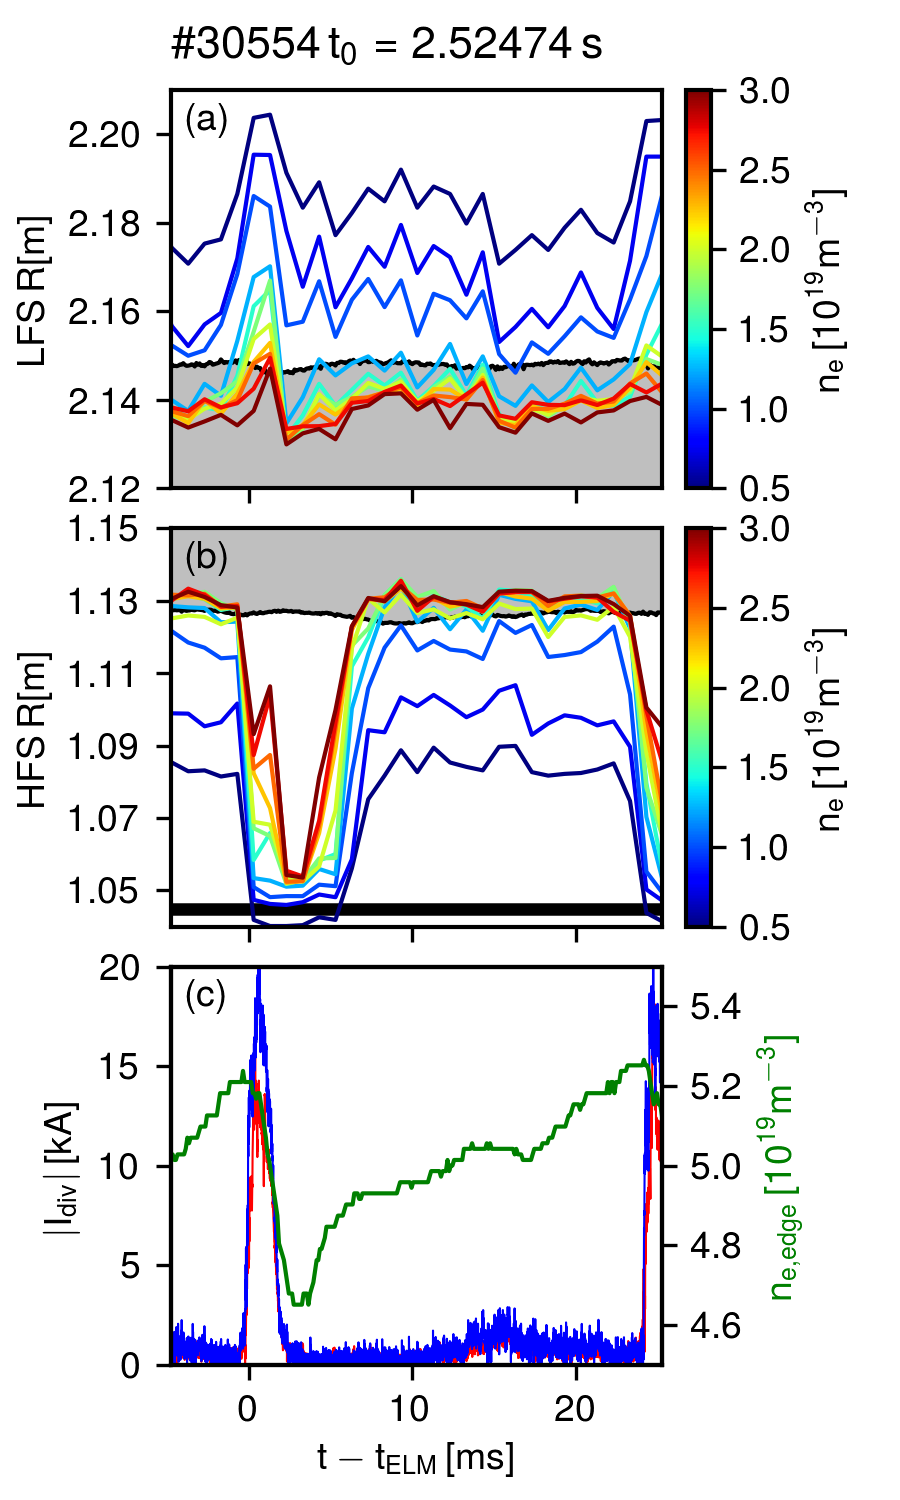 #30554 t0 = 2.52474 s
(a)
LFS R[m]
2.20
2.18
2.16
2.14
2.12
3.0
2.5
2.0
1.5
1.0
0.5
ne [10^19 m^−3]
(b)
HFS R[m]
1.15
1.13
1.11
1.09
1.07
1.05
3.0
2.5
2.0
1.5
1.0
0.5
ne [10^19 m^−3]
(c)
|Idiv| [kA]
20
15
10
5
0
5.4
5.2
5.0
4.8
4.6
ne,edge [10^19 m^−3]
0 10 20
t − tELM [ms]